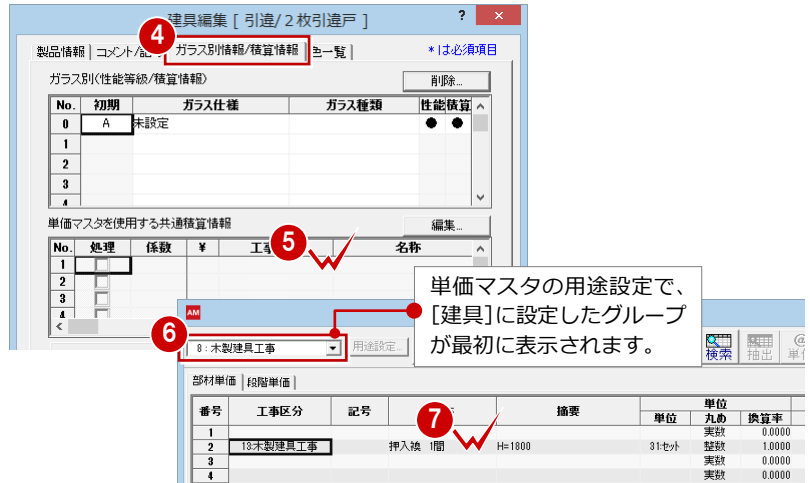 建具編集 [ 引違/２枚引違戸 ] ? ×
4
製品情報 コメント/記 ガラス別情報/積算情報 色一覧 *は必須項目
ガラス別(性能等級/積算情報) 削除...
No. 初期 ガラス仕様 ガラス種類 性能 積算
0 A 未設定 ● ●
1
2
3
4
単価マスタを使用する共通積算情報 編集...
5
No. 処理 係数 ¥ 名称
1
2
3
4
単価マスタの用途設定で、
[建具]に設定したグループ
が最初に表示されます。
AM
6
8 : 木製建具工事 用途設定... 検索 抽出
部材単価 段階単価
番号 工事区分 記号 摘要 単位
単位 丸め 換算率
7
1 実数 0.0000
2 13:木製建具工事 押入襖 1間 H=1800 31:セット 整数 1.0000
3 実数 0.0000
4 実数 0.0000